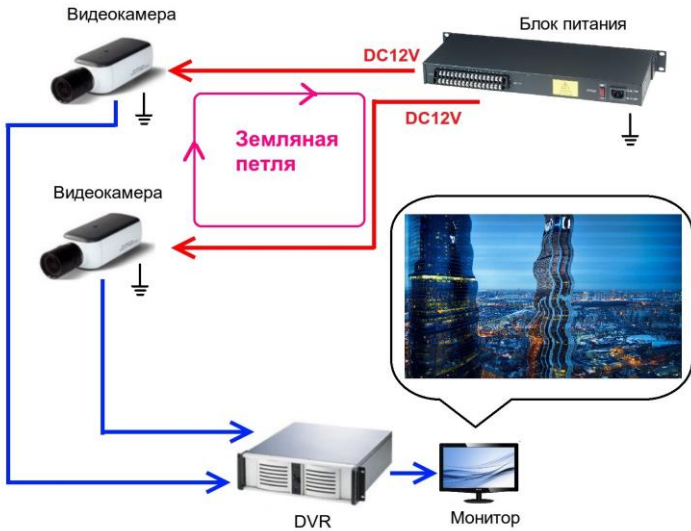 Видеокамера
Блок питания
DC12V
DC12V
Земляная
петля
Видеокамера
DVR
Монитор